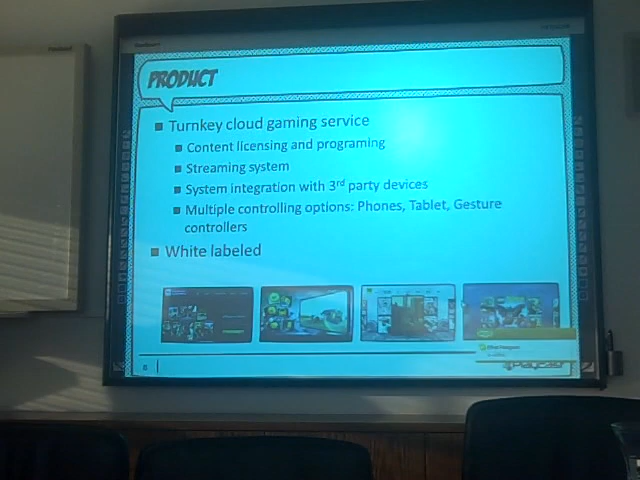 PRODUCT
Turnkey cloud gaming service
Content licensing and programing
Streaming system
System integration with 3rd party devices
Multiple controlling options: Phones, Tablet, Gesture
controllers
White labeled
8